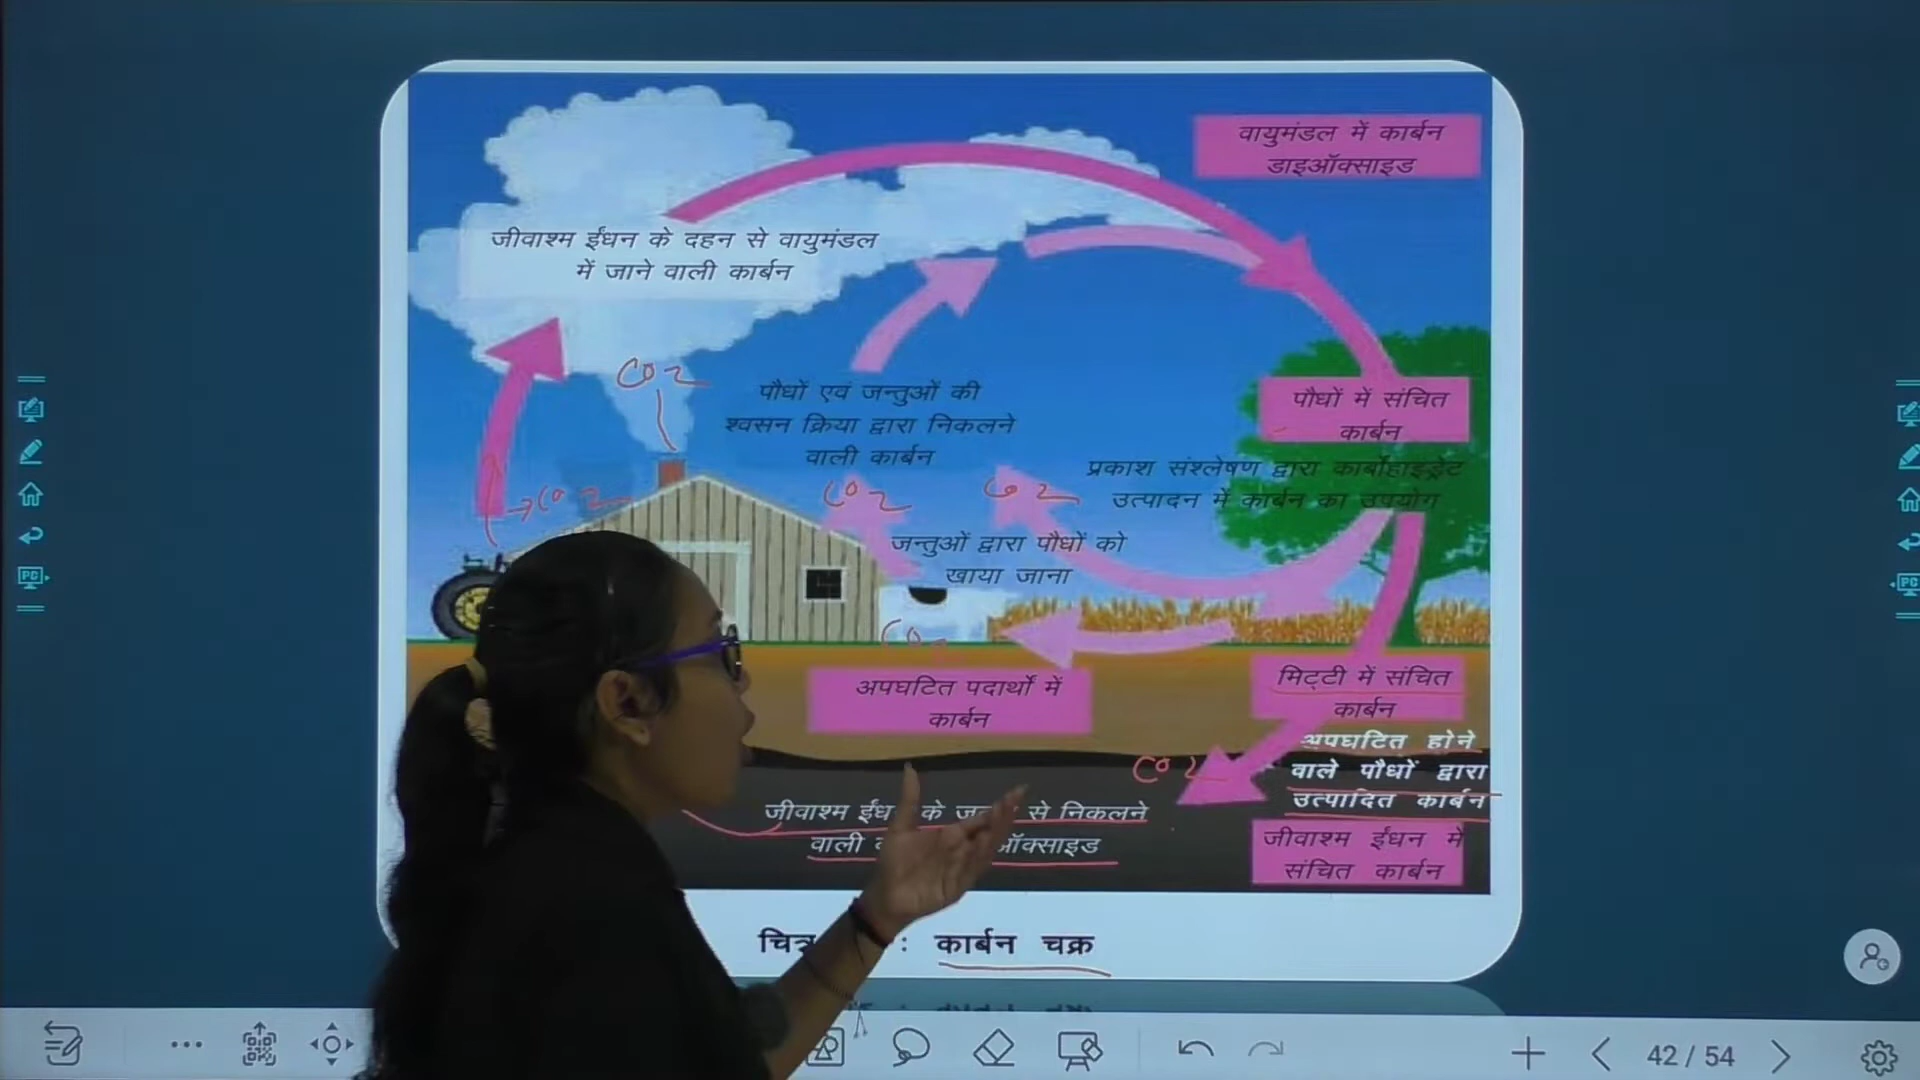 वायुमंडल में कार्बन
डाइऑक्साइड
जीवाश्म ईंधन के दहन से वायुमंडल
में जाने वाली कार्बन
CO2
पौधों एवं जन्तुओं की
श्वसन क्रिया द्वारा निकलने
वाली कार्बन
पौधों में संचित
कार्बन
प्रकाश संश्लेषण द्वारा कार्बोहाइड्रेट
उत्पादन में कार्बन का उपयोग
→CO2
CO2
CO2
जन्तुओं द्वारा पौधों को
खाया जाना
अपघटित पदार्थों में
कार्बन
मिट्टी में संचित
कार्बन
अपघटित होने
वाले पौधों द्वारा
उत्पादित कार्बन
CO2
जीवाश्म के से निकलने
वाली
जीवाश्म ईंधन में
संचित कार्बन
: कार्बन चक्र
PC
PC
42 / 54